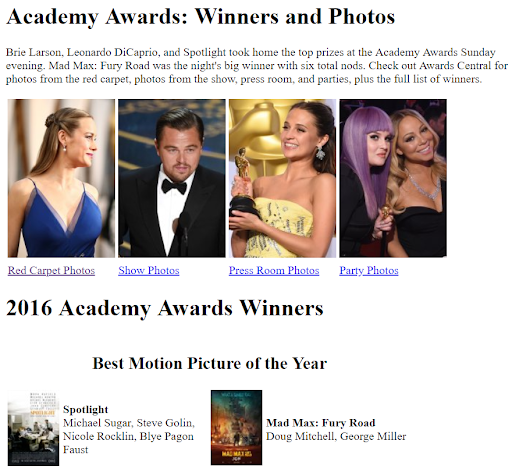 Academy Awards: Winners and Photos
Brie Larson, Leonardo DiCaprio, and Spotlight took home the top prizes at the Academy Awards Sunday
evening. Mad Max: Fury Road was the night's big winner with six total nods. Check out Awards Central for
photos from the red carpet, photos from the show, press room, and parties, plus the full list of winners.
Red Carpet Photos
Show Photos
Press Room Photos
Party Photos
2016 Academy Awards Winners
Best Motion Picture of the Year
Spotlight
Michael Sugar, Steve Golin,
Nicole Rocklin, Blye Pagon
Faust
Mad Max: Fury Road
Doug Mitchell, George Miller
SPOTLIGHT
MAD MAX